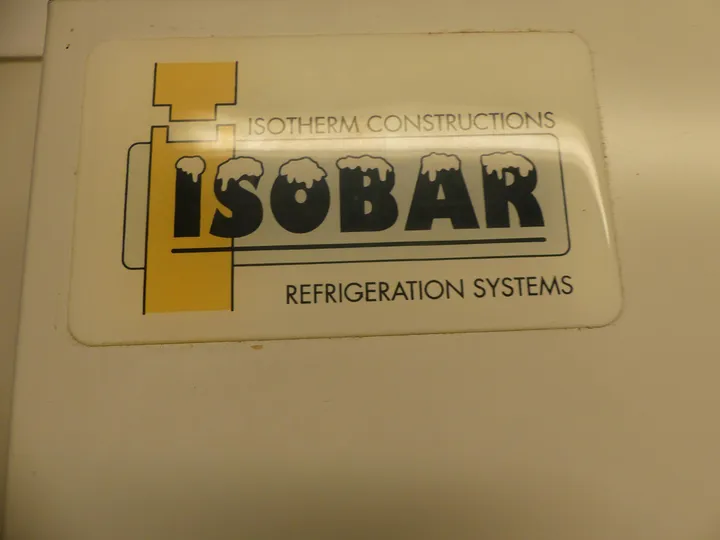 ISOTHERM CONSTRUCTIONS
ISOBAR
REFRIGERATION SYSTEMS